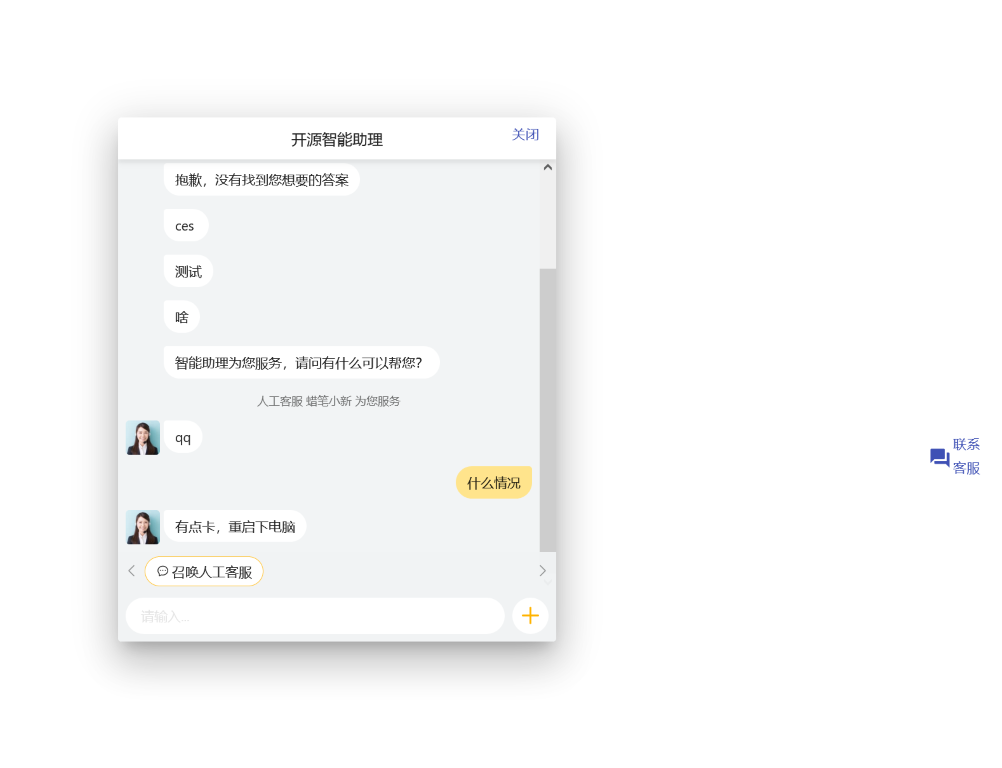 开源智能助理
关闭
抱歉，没有找到您想要的答案
ces
测试
啥
智能助理为您服务，请问有什么可以帮您?
人工客服 蜡笔小新 为您服务
qq
什么情况
有点卡，重启下电脑
召唤人工客服
请输入...
联系
客服